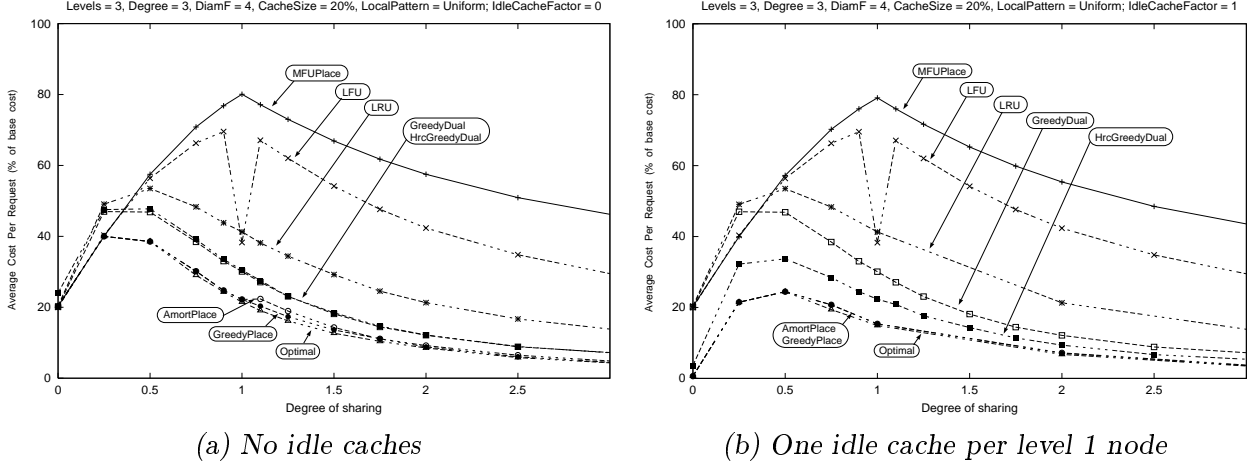 Levels = 3, Degree = 3, DiamF = 4, CacheSize = 20%, LocalPattern = Uniform; IdleCacheFactor = 0
Average Cost Per Request (% of base cost)
100
80
60
40
20
0
MFUPlace
LFU
LRU
GreedyDual
HrcGreedyDual
AmortPlace
GreedyPlace
Optimal
0
0.5
1
1.5
2
2.5
Degree of sharing
(a) No idle caches
Levels = 3, Degree = 3, DiamF = 4, CacheSize = 20%, LocalPattern = Uniform; IdleCacheFactor = 1
Average Cost Per Request (% of base cost)
100
80
60
40
20
0
MFUPlace
LFU
LRU
GreedyDual
HrcGreedyDual
AmortPlace
GreedyPlace
Optimal
0
0.5
1
1.5
2
2.5
Degree of sharing
(b) One idle cache per level 1 node